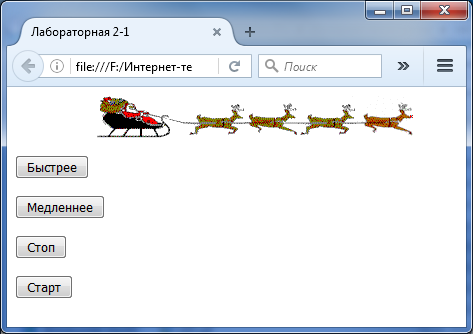 Лабораторная 2-1
file:///F:/Интернет-те
Поиск
Быстрее
Медленнее
Стоп
Старт